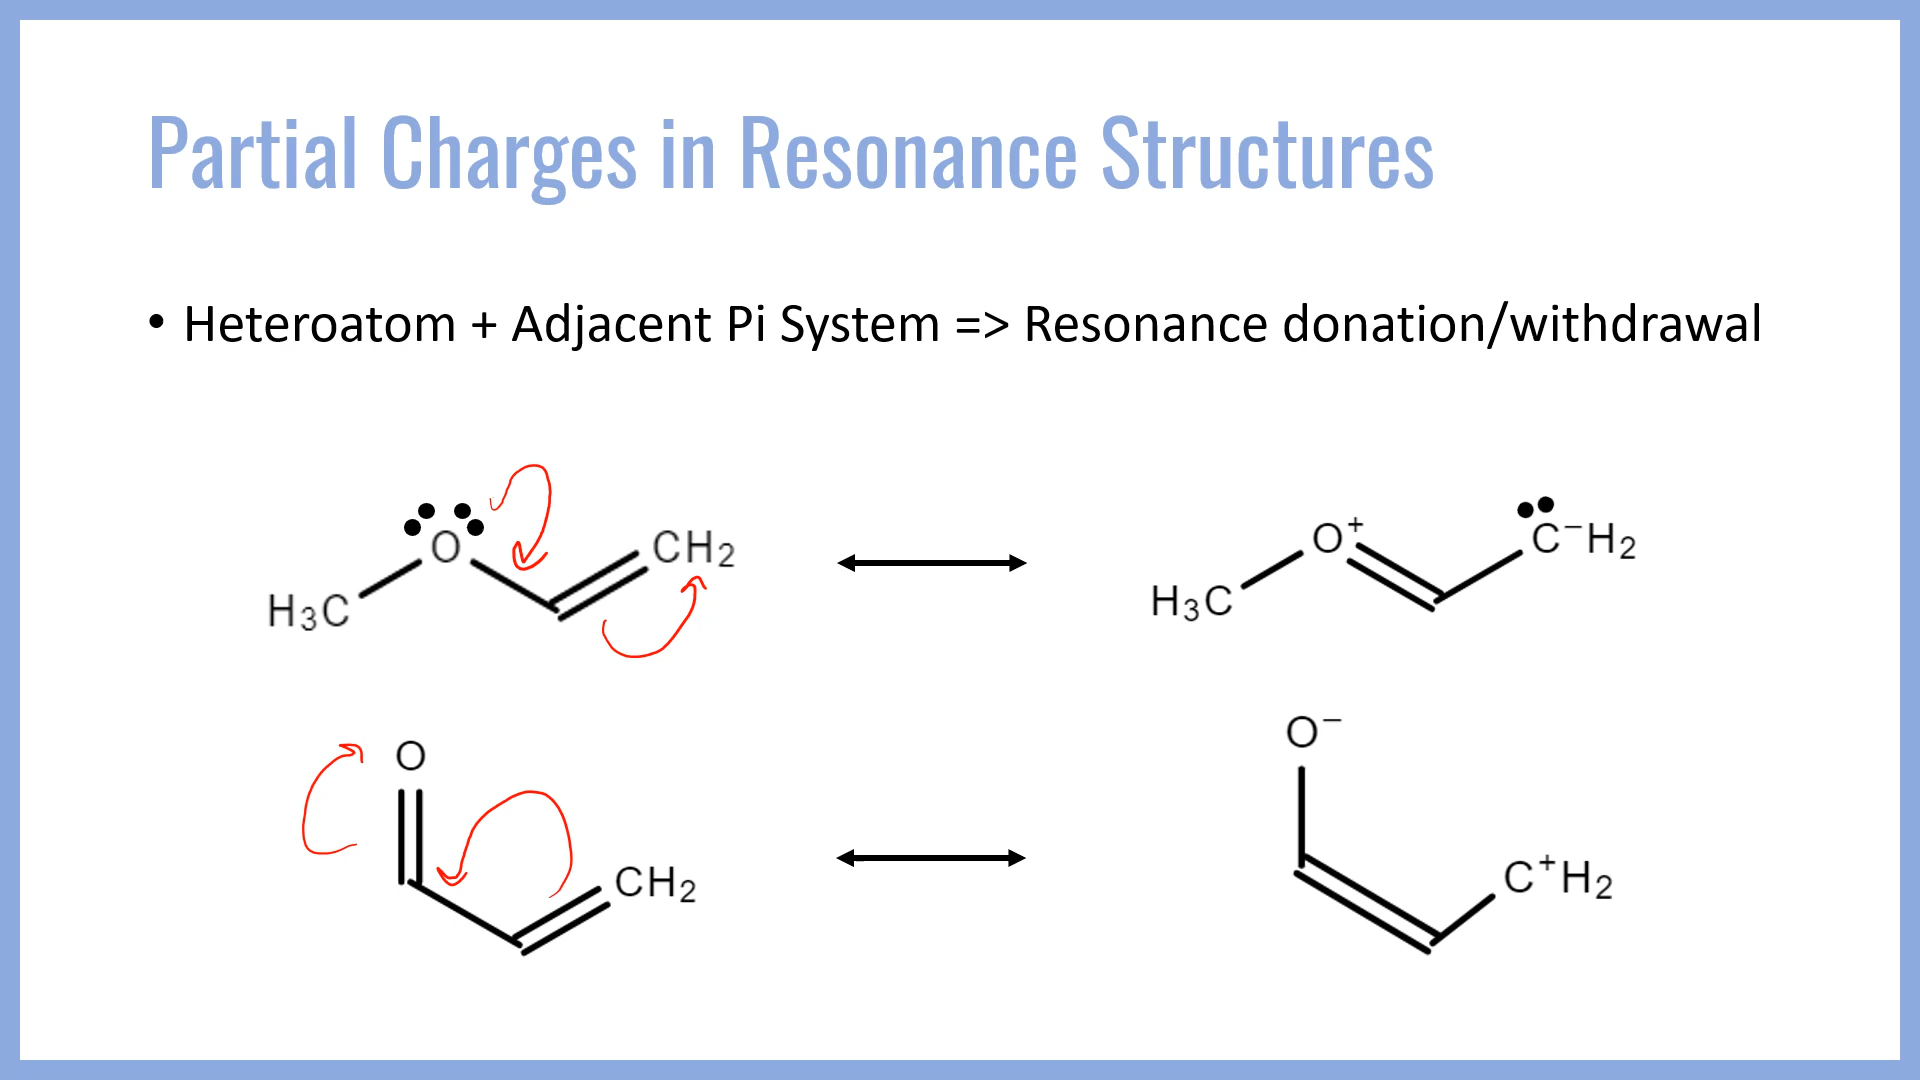 Partial Charges in Resonance Structures
• Heteroatom + Adjacent Pi System => Resonance donation/withdrawal
H₃C O CH₂
H₃C O⁺ C⁻H₂
O CH₂
O⁻ C⁺H₂